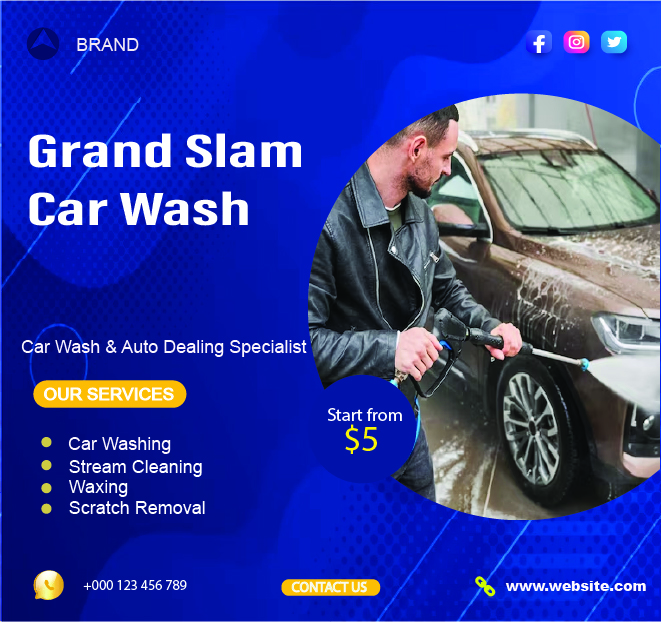 BRAND
Grand Slam
Car Wash
Car Wash & Auto Dealing Specialist
OUR SERVICES
Car Washing
Stream Cleaning
Waxing
Scratch Removal
Start from
$5
+000 123 456 789
CONTACT US
www.website.com